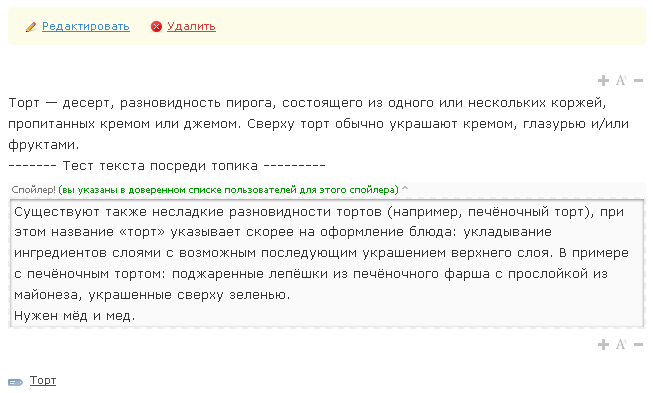 Редактировать Удалить
A
Торт — десерт, разновидность пирога, состоящего из одного или нескольких коржей,
пропитанных кремом или джемом. Сверху торт обычно украшают кремом, глазурью и/или
фруктами.
------- Тест текста посреди топика ---------
Спойлер! (вы указаны в доверенном списке пользователей для этого спойлера) ^
Существуют также несладкие разновидности тортов (например, печёночный торт), при
этом название «торт» указывает скорее на оформление блюда: укладывание
ингредиентов слоями с возможным последующим украшением верхнего слоя. В примере
с печёночным тортом: поджаренные лепёшки из печёночного фарша с прослойкой из
майонеза, украшенные сверху зеленью.
Нужен мёд и мед.
A
Торт